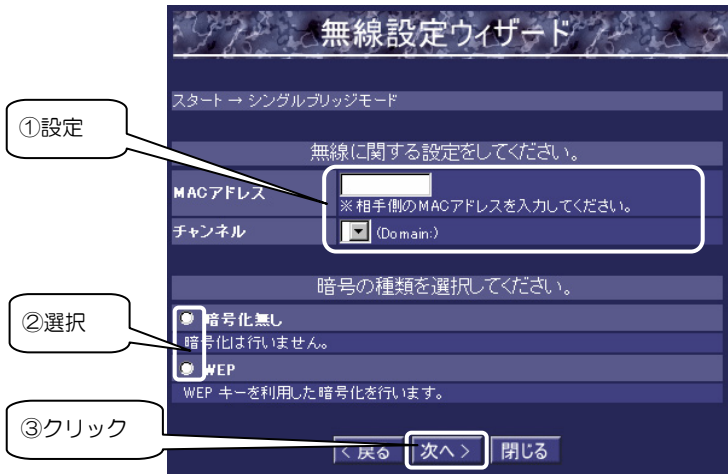 無線設定ウィザード
スタート → シングルブリッジモード
①設定
無線に関する設定をしてください。
MACアドレス
※相手側のMACアドレスを入力してください。
チャンネル
(Domain:)
暗号の種類を選択してください。
②選択
暗号化無し
暗号化は行いません。
WEP
WEP キーを利用した暗号化を行います。
③クリック
< 戻る 次へ > 閉じる